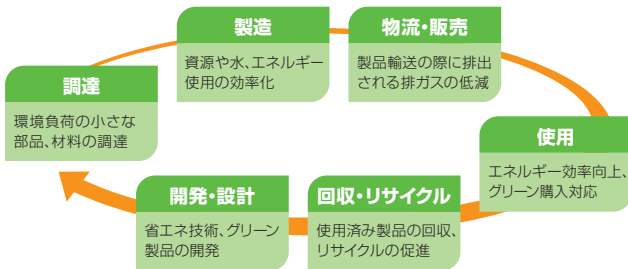 製造
資源や水、エネルギー
使用の効率化
物流・販売
製品輸送の際に排出
される排ガスの低減
調達
環境負荷の小さな
部品、材料の調達
使用
エネルギー効率向上、
グリーン購入対応
開発・設計
省エネ技術、グリーン
製品の開発
回収・リサイクル
使用済み製品の回収、
リサイクルの促進